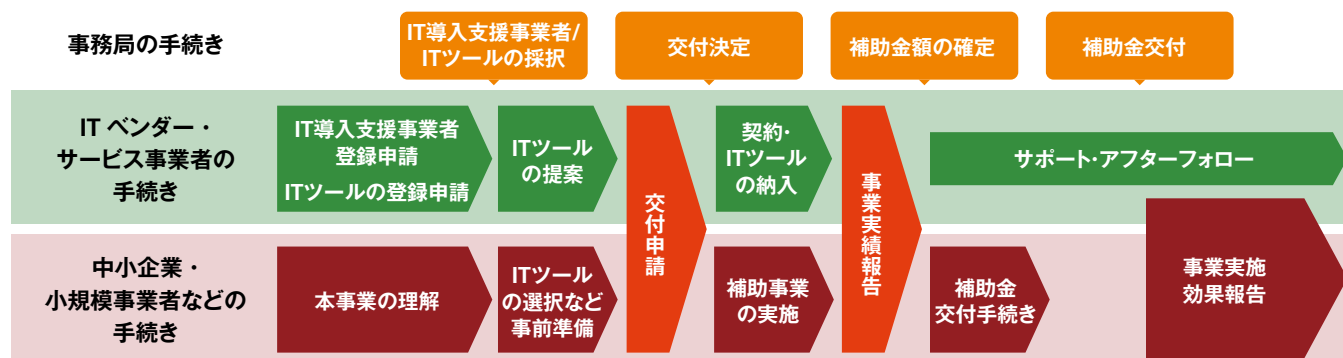 事務局の手続き
IT導入支援事業者/
ITツールの採択
交付決定
補助金額の確定
補助金交付
IT ベンダー・
サービス事業者の
手続き
IT導入支援事業者
登録申請
ITツールの登録申請
ITツール
の提案
交付申請
契約・
ITツール
の納入
事業実績報告
サポート・アフターフォロー
中小企業・
小規模事業者などの
手続き
本事業の理解
ITツール
の選択など
事前準備
補助事業
の実施
補助金
交付手続き
事業実施
効果報告